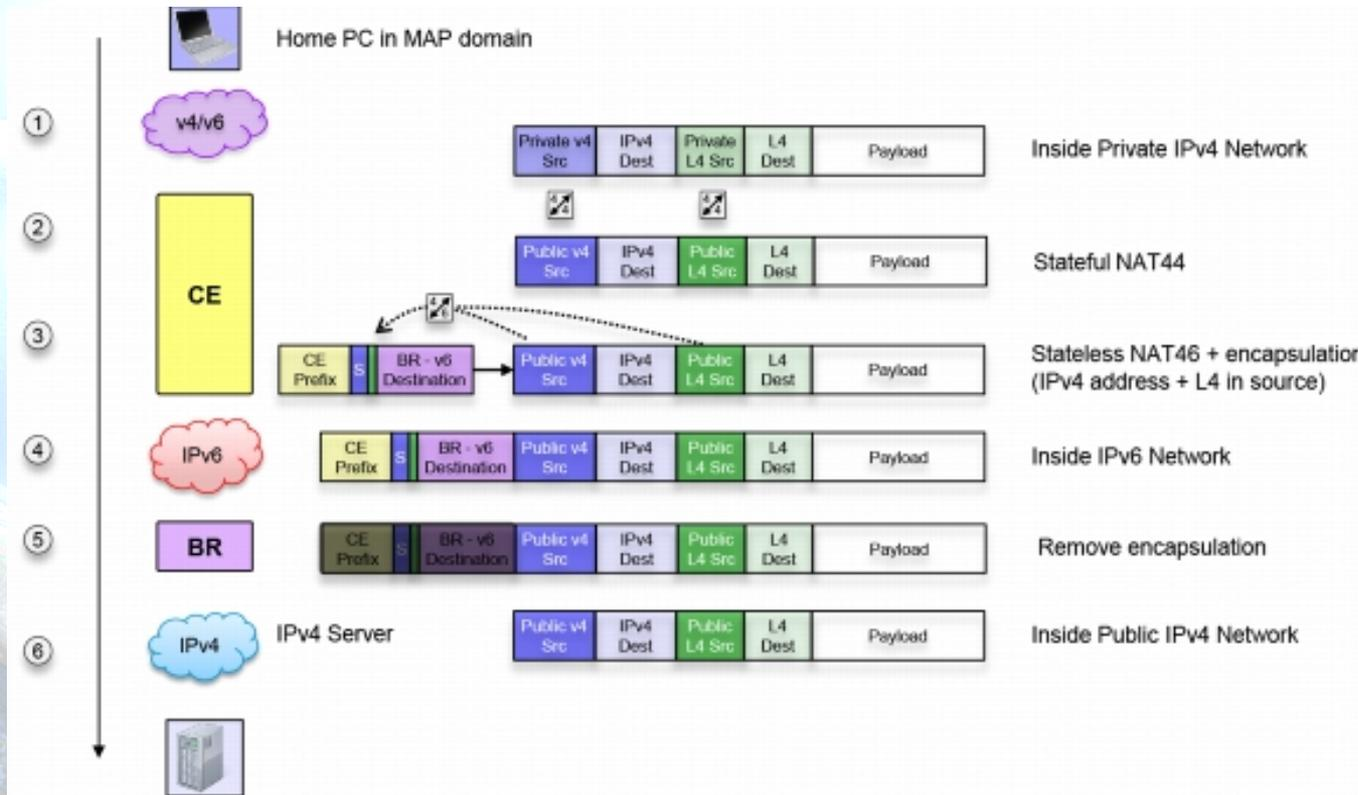 Home PC in MAP domain
1
v4/v6
Private v4
Src
IPv4
Dest
Private
L4 Src
L4
Dest
Payload
Inside Private IPv4 Network
4
4
4
4
2
CE
Public v4
Src
IPv4
Dest
Public
L4 Src
L4
Dest
Payload
Stateful NAT44
4
6
3
CE
Prefix
S
BR - v6
Destination
Public v4
Src
IPv4
Dest
Public
L4 Src
L4
Dest
Payload
Stateless NAT46 + encapsulation
(IPv4 address + L4 in source)
4
IPv6
CE
Prefix
S
BR - v6
Destination
Public v4
Src
IPv4
Dest
Public
L4 Src
L4
Dest
Payload
Inside IPv6 Network
5
BR
CE
Prefix
S
BR - v6
Destination
Public v4
Src
IPv4
Dest
Public
L4 Src
L4
Dest
Payload
Remove encapsulation
6
IPv4
IPv4 Server
Public v4
Src
IPv4
Dest
Public
L4 Src
L4
Dest
Payload
Inside Public IPv4 Network